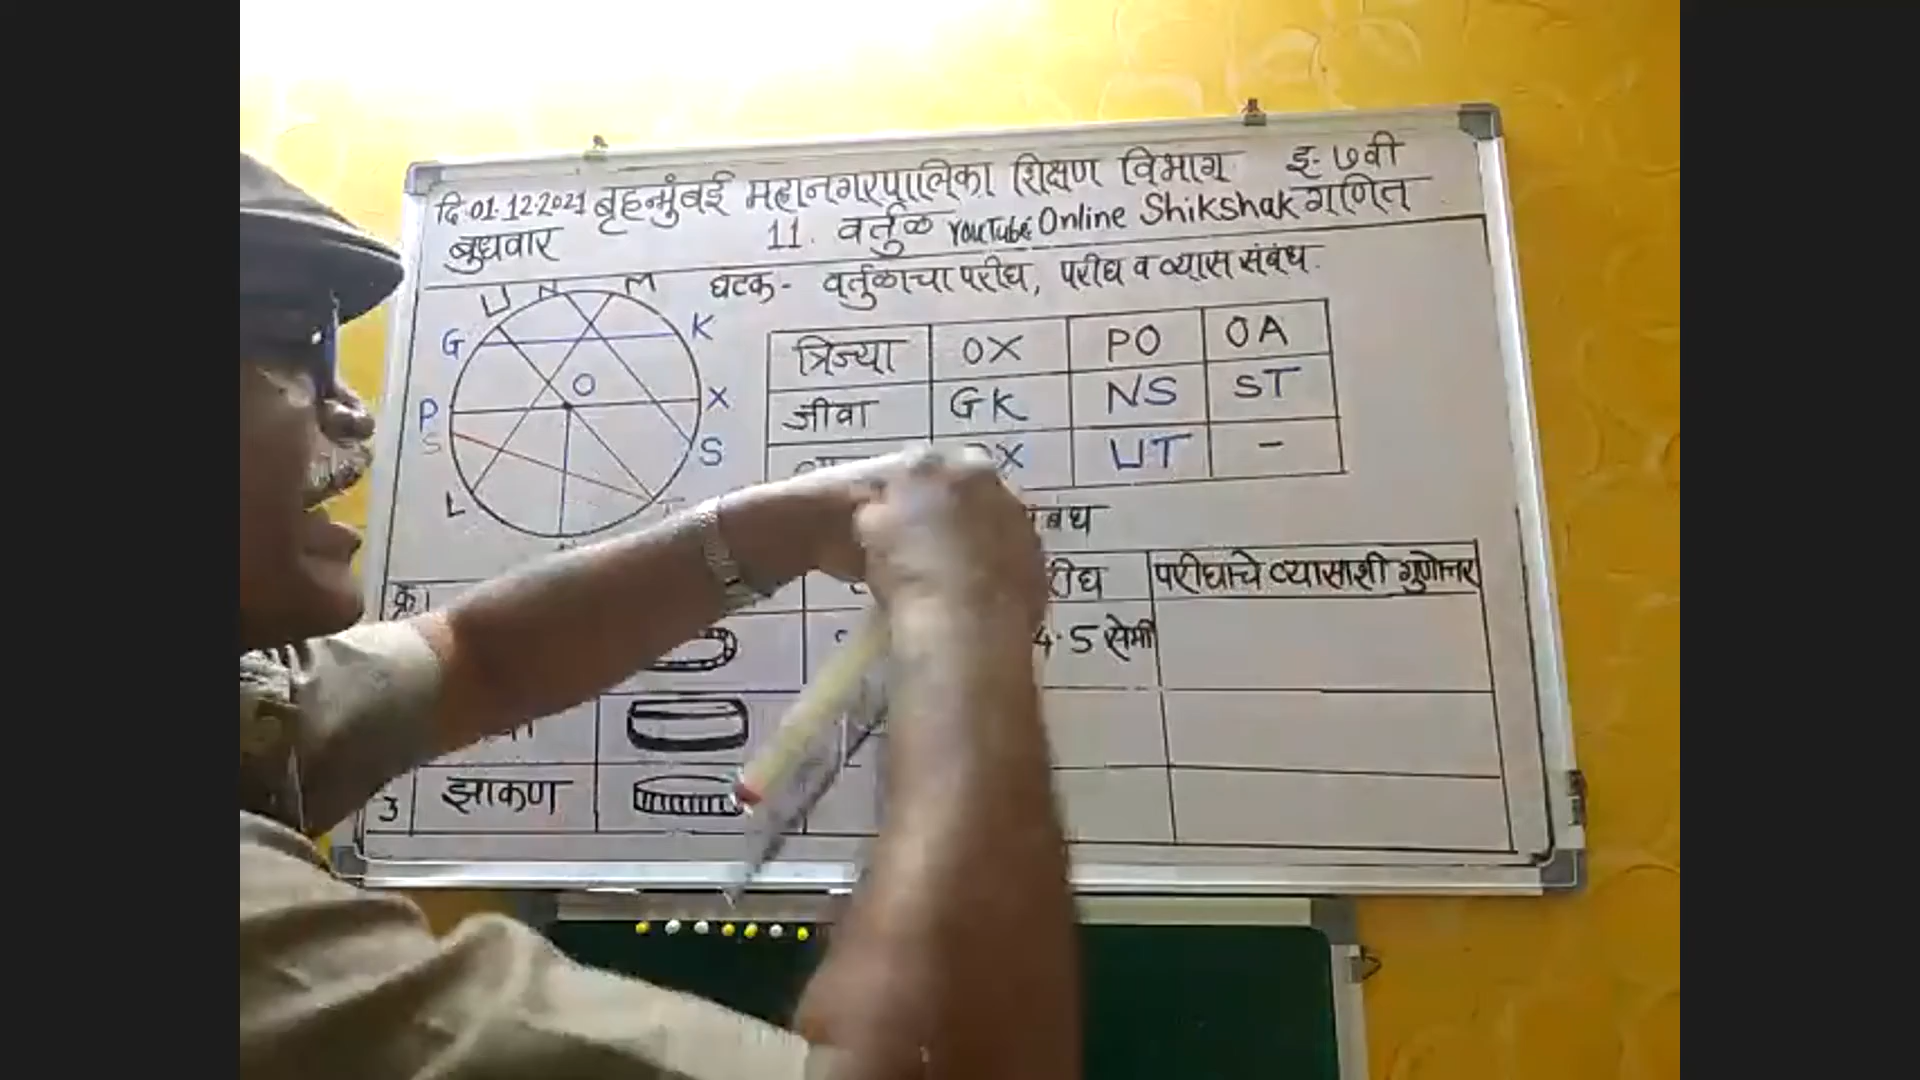 दि.01.12.2021 बृहन्मुंबई महानगरपालिका शिक्षण विभाग इ-७वी
बुधवार 11. वर्तुळ YouTube Online Shikshak गणित
घटक- वर्तुळाचा परीघ, परीघ व व्यास संबंध.
U N M
G K
O
P X
S S
L
त्रिज्या OX PO OA
जीवा GK NS ST
UT -
क्र।
परीघाचे व्यासाशी गुणोत्तर
4.5 सेमी
3 झाकण